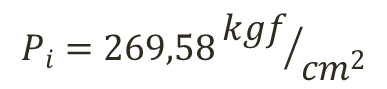 P_i = 269,58 kgf/cm²